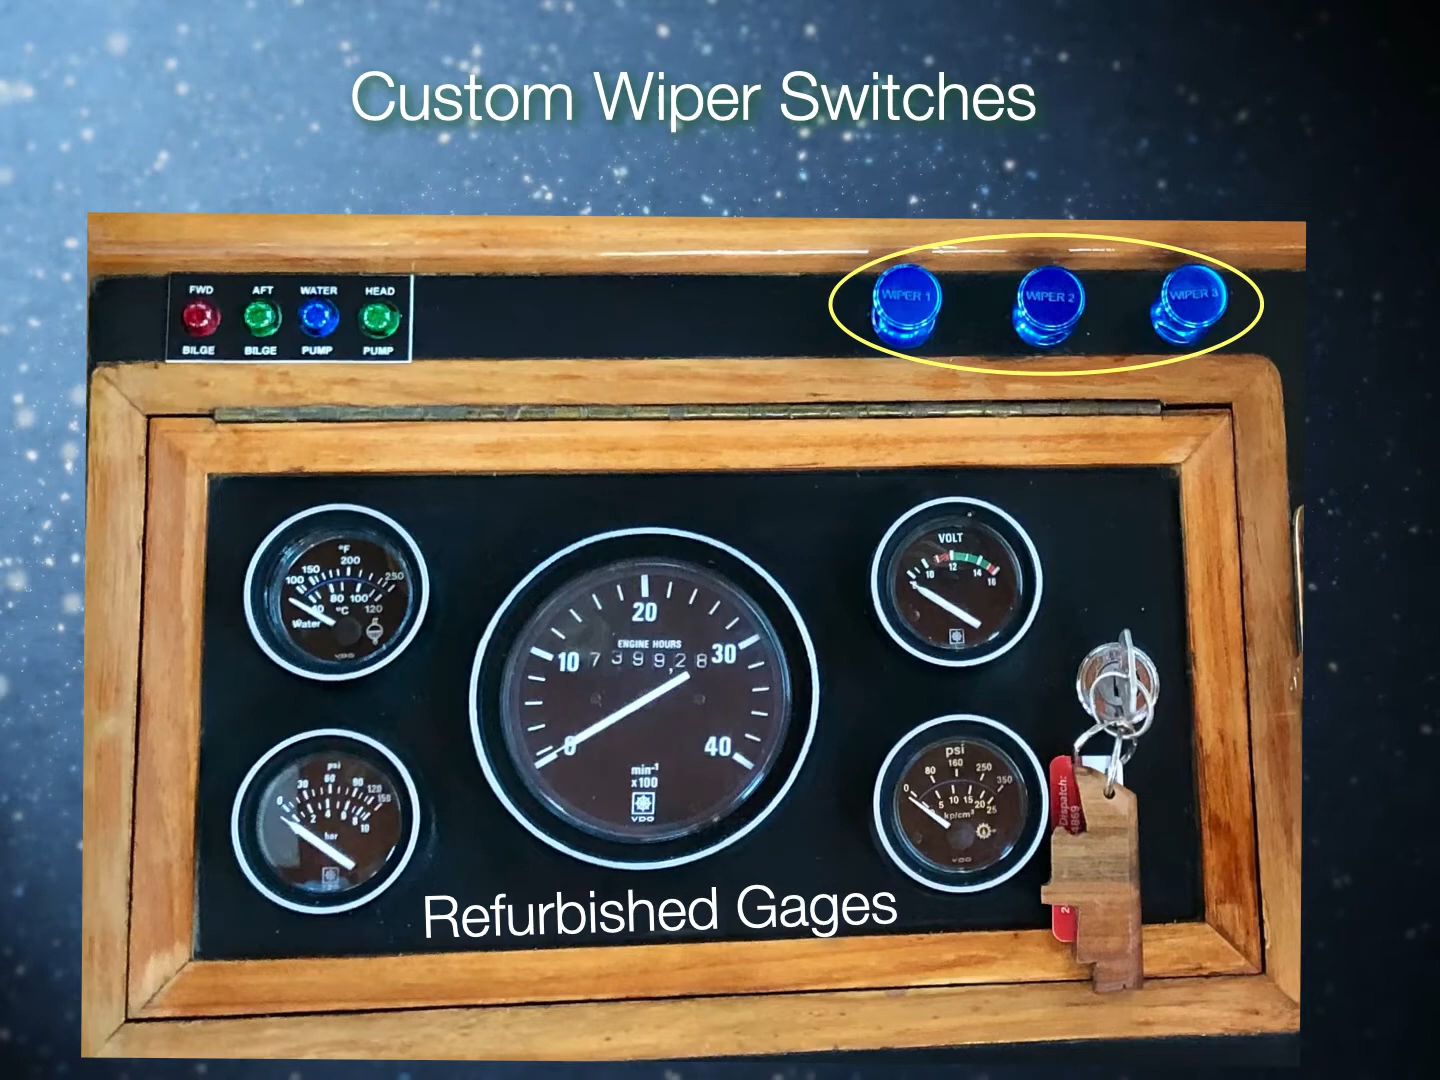 Custom Wiper Switches
FWD AFT WATER HEAD
BILGE BILGE PUMP PUMP
WIPER 1
WIPER 2
WIPER 3
°F
100 150 200 250
40 80 100 120
°C
Water
VDO
ENGINE HOURS
7399,28
0 10 20 30 40
min⁻¹
x100
VDO
VOLT
10 12 14 16
psi
0 30 60 90 120 150
2 4 6 8 10
bar
psi
0 80 160 250 350
5 10 15 20 25
kp/cm²
VDO
Dispatch:
Refurbished Gages